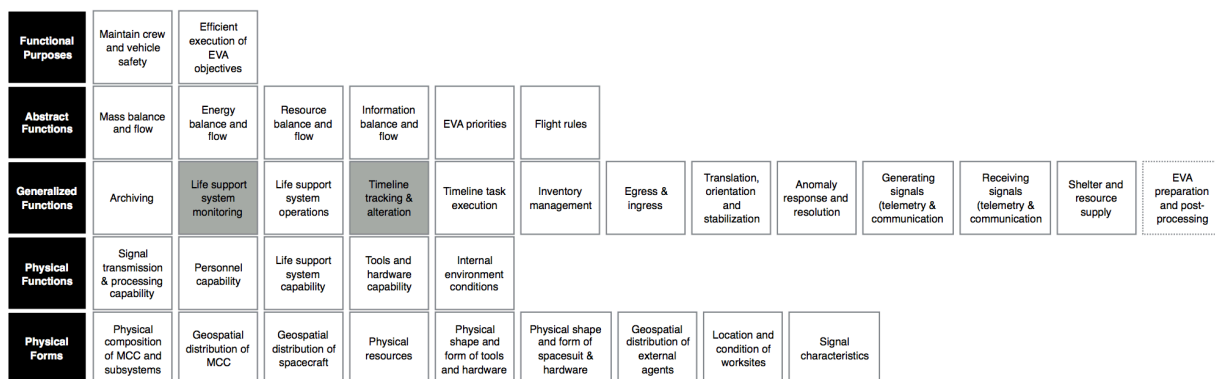 Functional
Purposes
Maintain crew
and vehicle
safety
Efficient
execution of
EVA
objectives
Abstract
Functions
Mass balance
and flow
Energy
balance and
flow
Resource
balance and
flow
Information
balance and
flow
EVA priorities
Flight rules
Generalized
Functions
Archiving
Life support
system
monitoring
Life support
system
operations
Timeline
tracking &
alteration
Timeline task
execution
Inventory
management
Egress &
ingress
Translation,
orientation
and
stabilization
Anomaly
response and
resolution
Generating
signals
(telemetry &
communication
Receiving
signals
(telemetry &
communication
Shelter and
resource
supply
EVA
preparation
and post-
processing
Physical
Functions
Signal
transmission
& processing
capability
Personnel
capability
Life support
system
capability
Tools and
hardware
capability
Internal
environment
conditions
Physical
Forms
Physical
composition
of MCC and
subsystems
Geospatial
distribution of
MCC
Geospatial
distribution of
spacecraft
Physical
resources
Physical
shape and
form of tools
and hardware
Physical shape
and form of
spacesuit &
hardware
Geospatial
distribution of
external
agents
Location and
condition of
worksites
Signal
characteristics